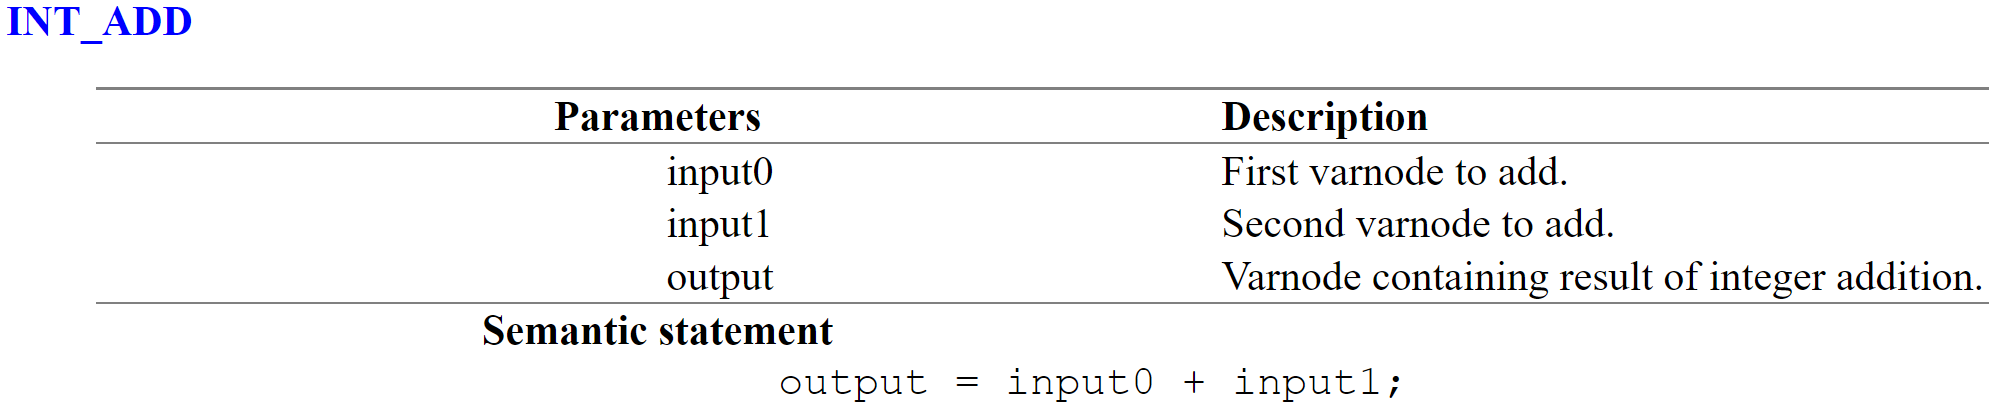 INT_ADD
Parameters Description
input0 First varnode to add.
input1 Second varnode to add.
output Varnode containing result of integer addition.
Semantic statement
output = input0 + input1;